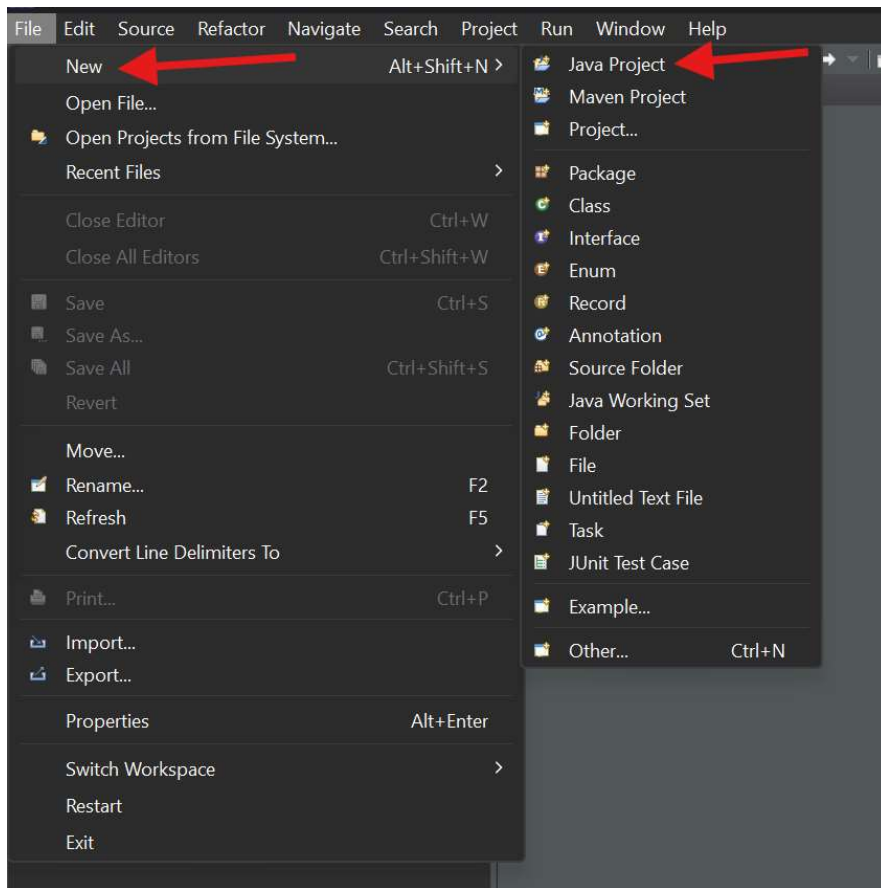 File Edit Source Refactor Navigate Search Project Run Window Help
New Alt+Shift+N >
Open File...
Open Projects from File System...
Recent Files >
Close Editor Ctrl+W
Close All Editors Ctrl+Shift+W
Save Ctrl+S
Save As...
Save All Ctrl+Shift+S
Revert
Move...
Rename... F2
Refresh F5
Convert Line Delimiters To >
Print... Ctrl+P
Import...
Export...
Properties Alt+Enter
Switch Workspace >
Restart
Exit
Java Project
Maven Project
Project...
Package
Class
Interface
Enum
Record
Annotation
Source Folder
Java Working Set
Folder
File
Untitled Text File
Task
JUnit Test Case
Example...
Other... Ctrl+N